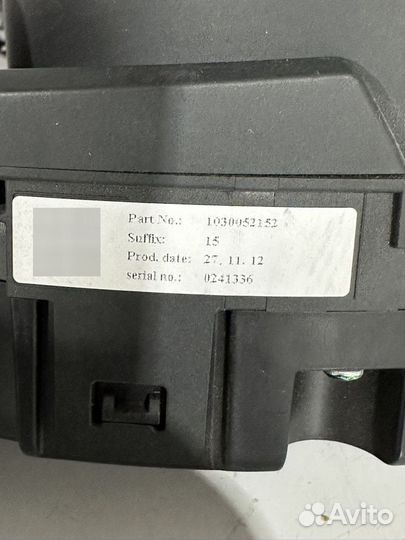 Part No.: 1030052152
Suffix: 15
Prod. date: 27. 11. 12
serial no.: 0241336
Avito